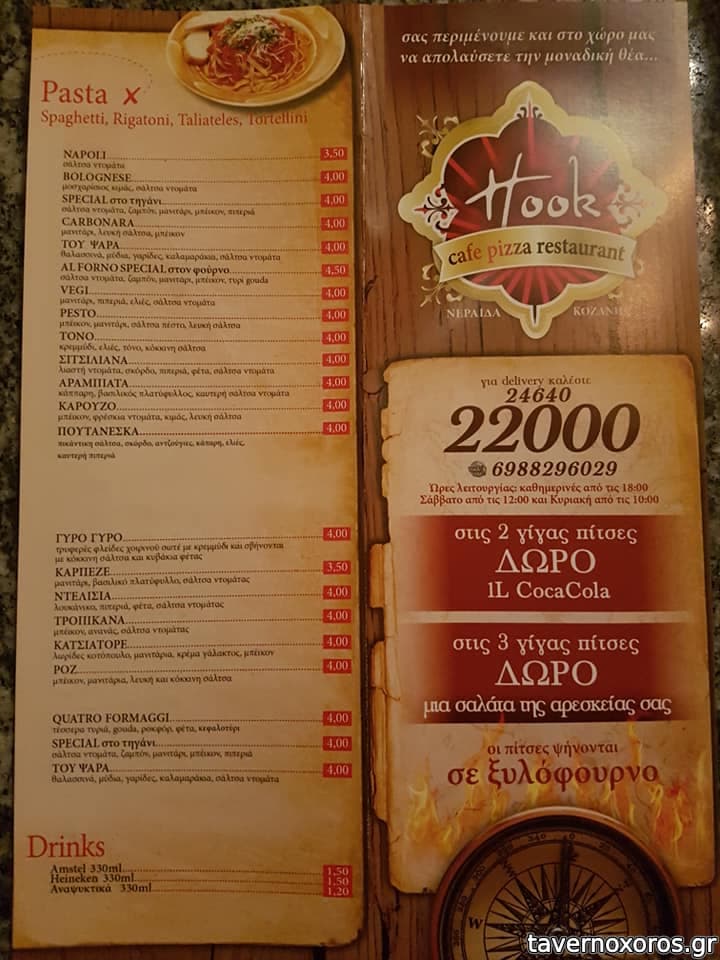 Pasta
Spaghetti, Rigatoni, Taliateles, Tortellini
NAPOLI 3,50
σάλτσα ντομάτα
BOLOGNESE 4,00
μοσχαρίσιος κιμάς, σάλτσα ντομάτα
SPECIAL στο τηγάνι 4,00
σάλτσα ντομάτα, ζαμπόν, μανιτάρι, μπέικον, πιπεριά
CARBONARA 4,00
μανιτάρι, λευκή σάλτσα, μπέικον
ΤΟΥ ΨΑΡΑ 4,00
θαλασσινά, μύδια, γαρίδες, καλαμαράκια, σάλτσα ντομάτα
AL FORNO SPECIAL στον φούρνο 4,50
σάλτσα ντομάτα, ζαμπόν, μανιτάρι, μπέικον, τυρί gouda
VEGI 4,00
μανιτάρι, πιπεριά, ελιές, σάλτσα ντομάτα
PESTO 4,00
μπέικον, μανιτάρι, σάλτσα πέστο, λευκή σάλτσα
ΤΟΝΟ 4,00
κρεμμύδι, ελιές, τόνο, κόκκινη σάλτσα
ΣΙΤΣΙΛΙΑΝΑ 4,00
λιαστή ντομάτα, σκόρδο, πιπεριά, φέτα, σάλτσα ντομάτα
ΑΡΑΜΠΙΑΤΑ 4,00
κάππαρη, βασιλικός πλατύφυλλος, καυτερή σάλτσα ντομάτα
ΚΑΡΟΥΖΟ 4,00
μπέικον, φρέσκια ντομάτα, κιμάς, λευκή σάλτσα
ΠΟΥΤΑΝΕΣΚΑ 4,00
πικάντικη σάλτσα, σκόρδο, αντζούγιες, κάπαρη, ελιές,
καυτερή πιπεριά
ΓΥΡΟ ΓΥΡΟ 4,00
τρυφερές φλείδες χοιρινού σωτέ με κρεμμύδι και σβήνονται
με κόκκινη σάλτσα και κυβάκια φέτας
ΚΑΡΠΕΖΕ 3,50
μανιτάρι, βασιλικό πλατύφυλλο, σάλτσα ντομάτας
ΝΤΕΛΙΣΙΑ 4,00
λουκάνικο, πιπεριά, φέτα, σάλτσα ντομάτας
ΤΡΟΠΙΚΑΝΑ 4,00
μπέικον, ανανάς, σάλτσα ντομάτας
ΚΑΤΣΙΑΤΟΡΕ 4,00
λωρίδες κοτόπουλο, μανιτάρια, κρέμα γάλακτος, μπέικον
ΡΟΖ 4,00
μπέικον, μανιτάρια, λευκή και κόκκινη σάλτσα
QUATRO FORMAGGI 4,00
τέσσερα τυριά, gouda, ροκφόρ, φέτα, κεφαλοτύρι
SPECIAL στο τηγάνι 4,00
σάλτσα ντομάτα, ζαμπόν, μανιτάρι, μπέικον, πιπεριά
ΤΟΥ ΨΑΡΑ 4,00
θαλασσινά, μύδια, γαρίδες, καλαμαράκια, σάλτσα ντομάτα
Drinks
Amstel 330ml 1,50
Heineken 330ml 1,50
Αναψυκτικά 330ml 1,20
σας περιμένουμε και στο χώρο μας
να απολαύσετε την μοναδική θέα...
Hook
cafe pizza restaurant
ΝΕΡΑΪΔΑ ΚΟΖΑΝΗΣ
για delivery καλέστε
24640
22000
6988296029
Ώρες λειτουργίας: καθημερινές από τις 18:00
Σάββατο από τις 12:00 και Κυριακή από τις 10:00
στις 2 γίγας πίτσες
ΔΩΡΟ
1L CocaCola
στις 3 γίγας πίτσες
ΔΩΡΟ
μια σαλάτα της αρεσκείας σας
οι πίτσες ψήνονται
σε ξυλόφουρνο
340 0 20
W
tavernoxoros.gr